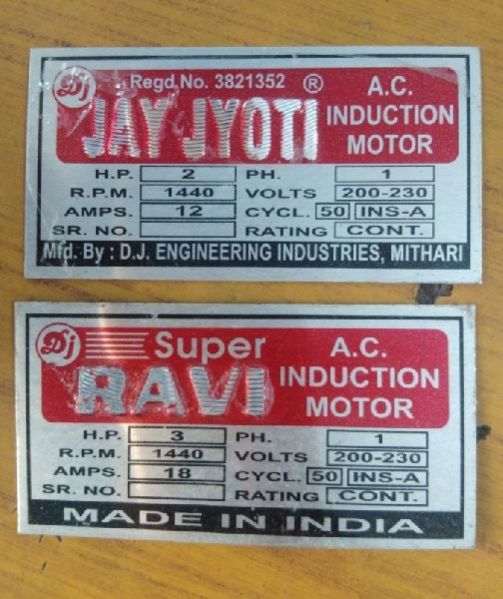 Dj Regd.No. 3821352 ® A.C.
JAY JYOTI INDUCTION
MOTOR
H.P. 2 PH. 1
R.P.M. 1440 VOLTS 200-230
AMPS. 12 CYCL. 50 INS-A
SR. NO. RATING CONT.
Mfd. By : D.J. ENGINEERING INDUSTRIES, MITHARI
Dj Super A.C.
RAVI INDUCTION
MOTOR
H.P. 3 PH. 1
R.P.M. 1440 VOLTS 200-230
AMPS. 18 CYCL. 50 INS-A
SR. NO. RATING CONT.
MADE IN INDIA